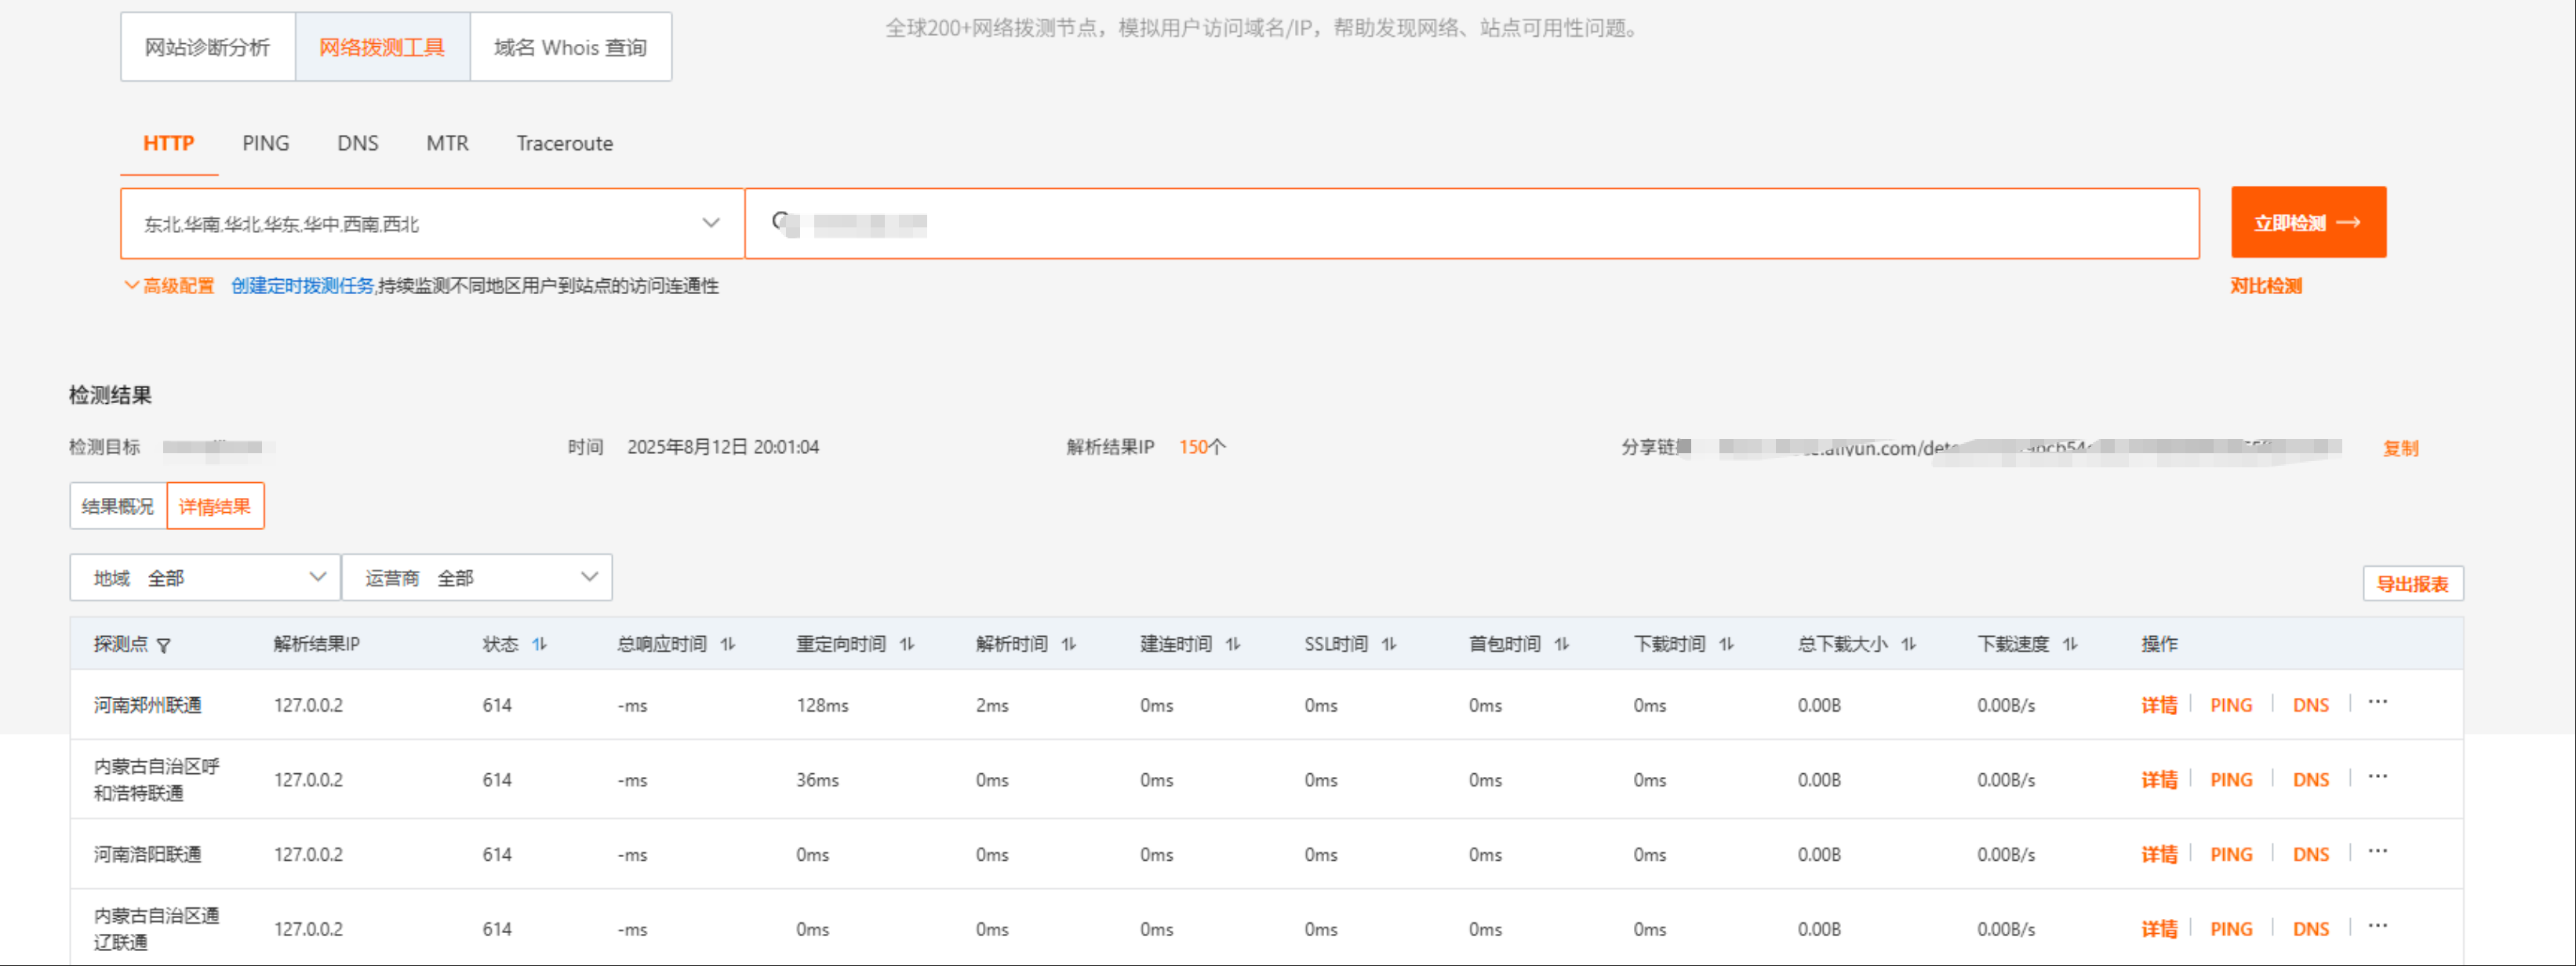 网站诊断分析 网络拨测工具 域名 Whois 查询
全球200+网络拨测节点，模拟用户访问域名/IP，帮助发现网络、站点可用性问题。
HTTP PING DNS MTR Traceroute
东北,华南,华北,华东,华中,西南,西北
立即检测
高级配置 创建定时拨测任务,持续监测不同地区用户到站点的访问连通性
对比检测
检测结果
检测目标 时间 2025年8月12日 20:01:04 解析结果IP 150个 分享链 复制
结果概况 详情结果
地域 全部 运营商 全部
导出报表
探测点 解析结果IP 状态 总响应时间 重定向时间 解析时间 建连时间 SSL时间 首包时间 下载时间 总下载大小 下载速度 操作
河南郑州联通 127.0.0.2 614 -ms 128ms 2ms 0ms 0ms 0ms 0ms 0.00B 0.00B/s 详情 PING DNS ...
内蒙古自治区呼
和浩特联通 127.0.0.2 614 -ms 36ms 0ms 0ms 0ms 0ms 0ms 0.00B 0.00B/s 详情 PING DNS ...
河南洛阳联通 127.0.0.2 614 -ms 0ms 0ms 0ms 0ms 0ms 0ms 0.00B 0.00B/s 详情 PING DNS ...
内蒙古自治区通
辽联通 127.0.0.2 614 -ms 0ms 0ms 0ms 0ms 0ms 0ms 0.00B 0.00B/s 详情 PING DNS ...